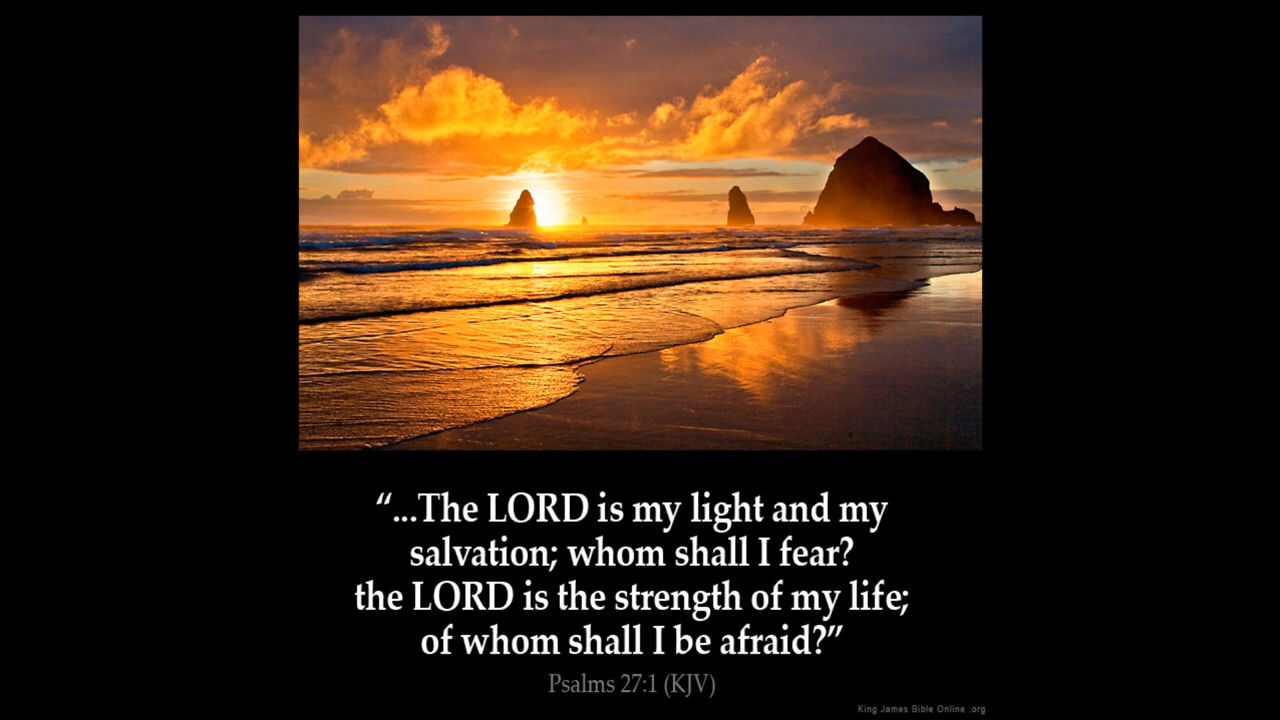 “...The LORD is my light and my
salvation; whom shall I fear?
the LORD is the strength of my life;
of whom shall I be afraid?”
Psalms 27:1 (KJV)
King James Bible Online .org